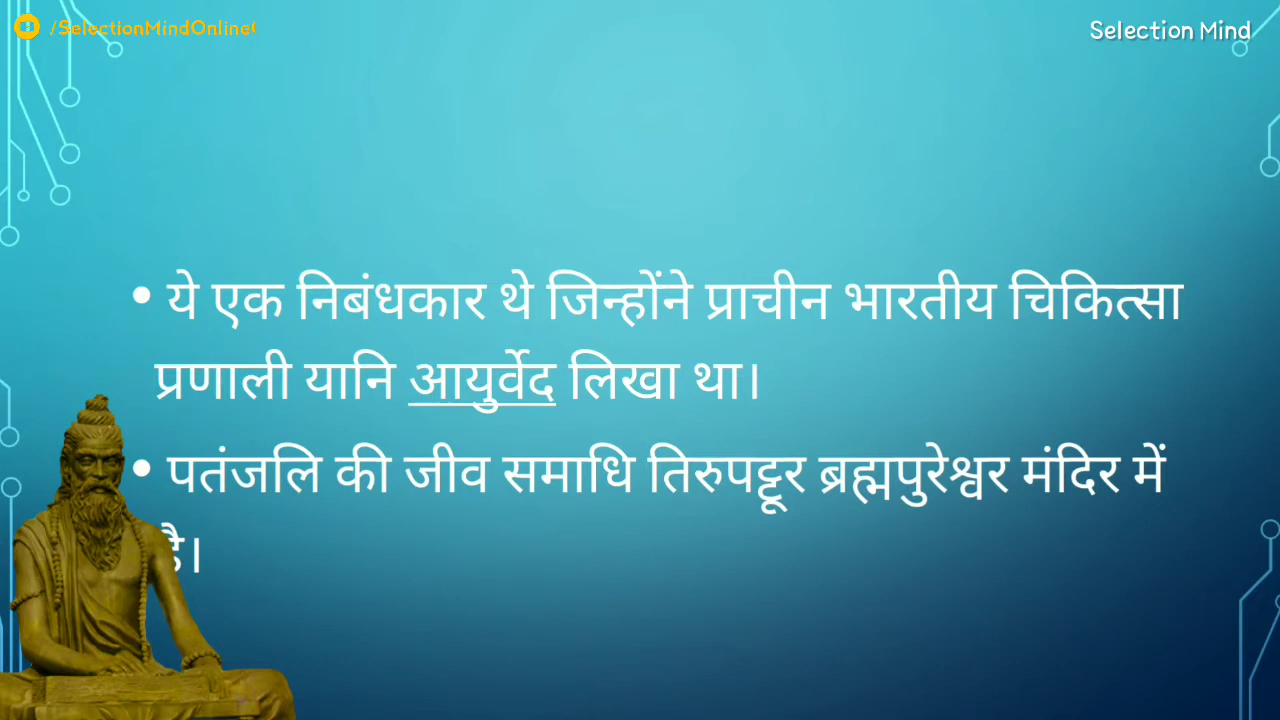 /SelectionMindOnline
Selection Mind
• ये एक निबंधकार थे जिन्होंने प्राचीन भारतीय चिकित्सा
प्रणाली यानि आयुर्वेद लिखा था।
• पतंजलि की जीव समाधि तिरुपट्टूर ब्रह्मपुरेश्वर मंदिर में
है।